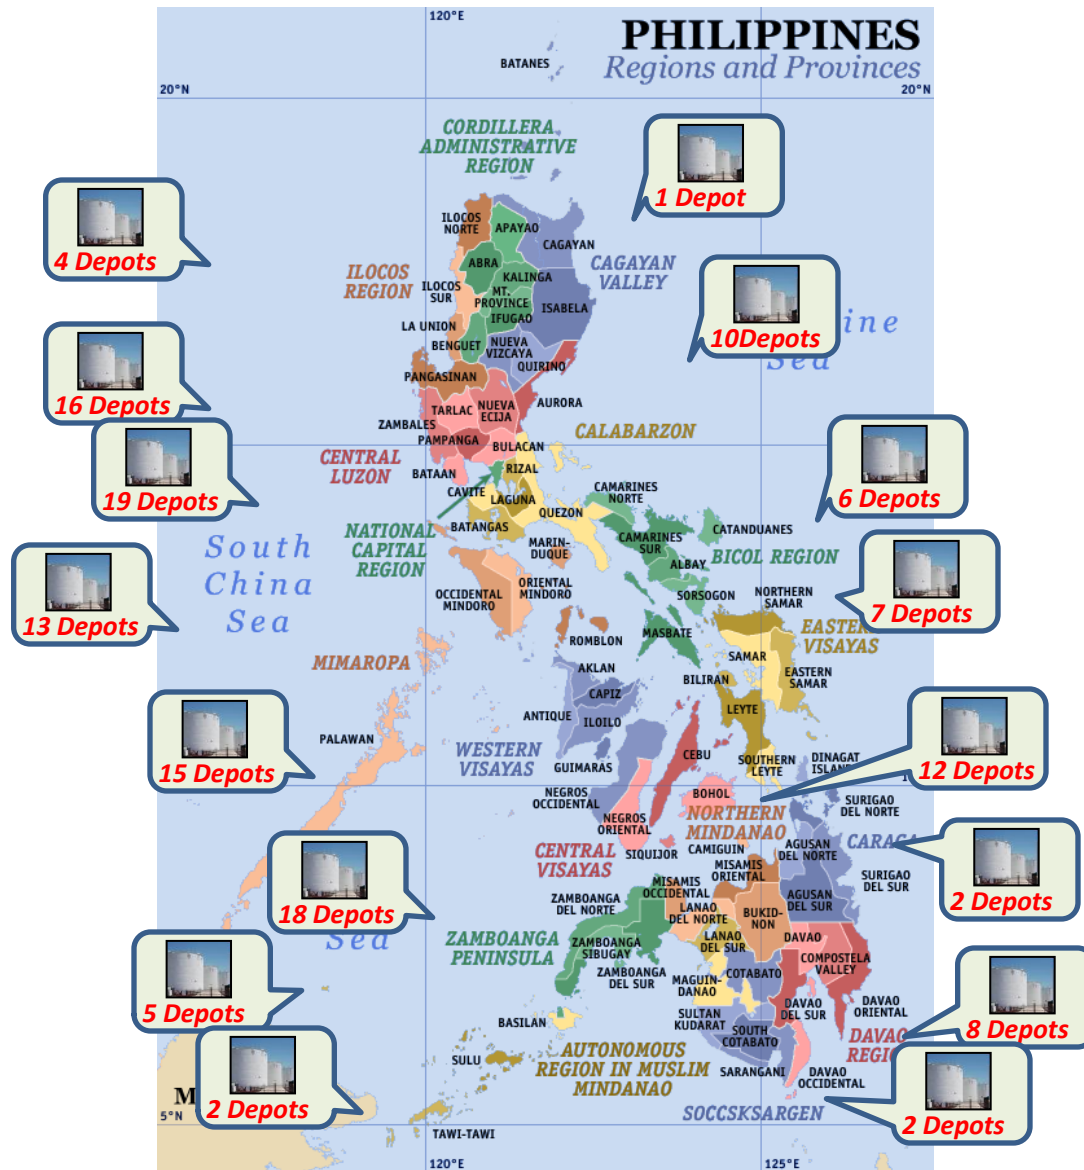 120°E
PHILIPPINES
Regions and Provinces
BATANES
20°N
20°N
CORDILLERA
ADMINISTRATIVE
REGION
1 Depot
4 Depots
ILOCOS
NORTE
APAYAO
CAGAYAN
ABRA
CAGAYAN
VALLEY
ILOCOS
REGION
KALINGA
ILOCOS
SUR
MT.
PROVINCE
ISABELA
IFUGAO
10Depots
ine
Sea
LA UNION
BENGUET
NUEVA
VIZCAYA
QUIRINO
PANGASINAN
16 Depots
TARLAC
NUEVA
ECIJA
AURORA
ZAMBALES
PAMPANGA
BULACAN
CALABARZON
CENTRAL
LUZON
BATAAN
RIZAL
19 Depots
CAVITE
LAGUNA
CAMARINES
NORTE
6 Depots
QUEZON
BATANGAS
NATIONAL
CAPITAL
REGION
MARIN-
DUQUE
CAMARINES
SUR
CATANDUANES
BICOL REGION
ALBAY
South
China
Sea
OCCIDENTAL
MINDORO
ORIENTAL
MINDORO
SORSOGON
NORTHERN
SAMAR
7 Depots
13 Depots
ROMBLON
MASBATE
EASTERN
VISAYAS
MIMAROPA
AKLAN
SAMAR
BILIRAN
EASTERN
SAMAR
CAPIZ
ANTIQUE
ILOILO
LEYTE
PALAWAN
WESTERN
VISAYAS
GUIMARAS
CEBU
SOUTHERN
LEYTE
DINAGAT
ISLAND
12 Depots
15 Depots
NEGROS
OCCIDENTAL
BOHOL
SURIGAO
DEL NORTE
NEGROS
ORIENTAL
NORTHERN
MINDANAO
CENTRAL
VISAYAS
SIQUIJOR
CAMIGUIN
AGUSAN
DEL NORTE
CARAGA
MISAMIS
ORIENTAL
SURIGAO
DEL SUR
2 Depots
18 Depots
Sea
MISAMIS
OCCIDENTAL
ZAMBOANGA
DEL NORTE
LANAO
DEL NORTE
BUKID-
NON
AGUSAN
DEL SUR
ZAMBOANGA
PENINSULA
ZAMBOANGA
SIBUGAY
LANAO
DEL SUR
DAVAO
ZAMBOANGA
DEL SUR
COTABATO
COMPOSTELA
VALLEY
MAGUIN-
DANAO
5 Depots
BASILAN
SULTAN
KUDARAT
DAVAO
DEL SUR
DAVAO
ORIENTAL
8 Depots
SOUTH
COTABATO
DAVAO
REGION
SULU
AUTONOMOUS
REGION IN MUSLIM
MINDANAO
SARANGANI
DAVAO
OCCIDENTAL
M
2 Depots
2 Depots
5°N
SOCCSKSARGEN
TAWI-TAWI
120°E
125°E